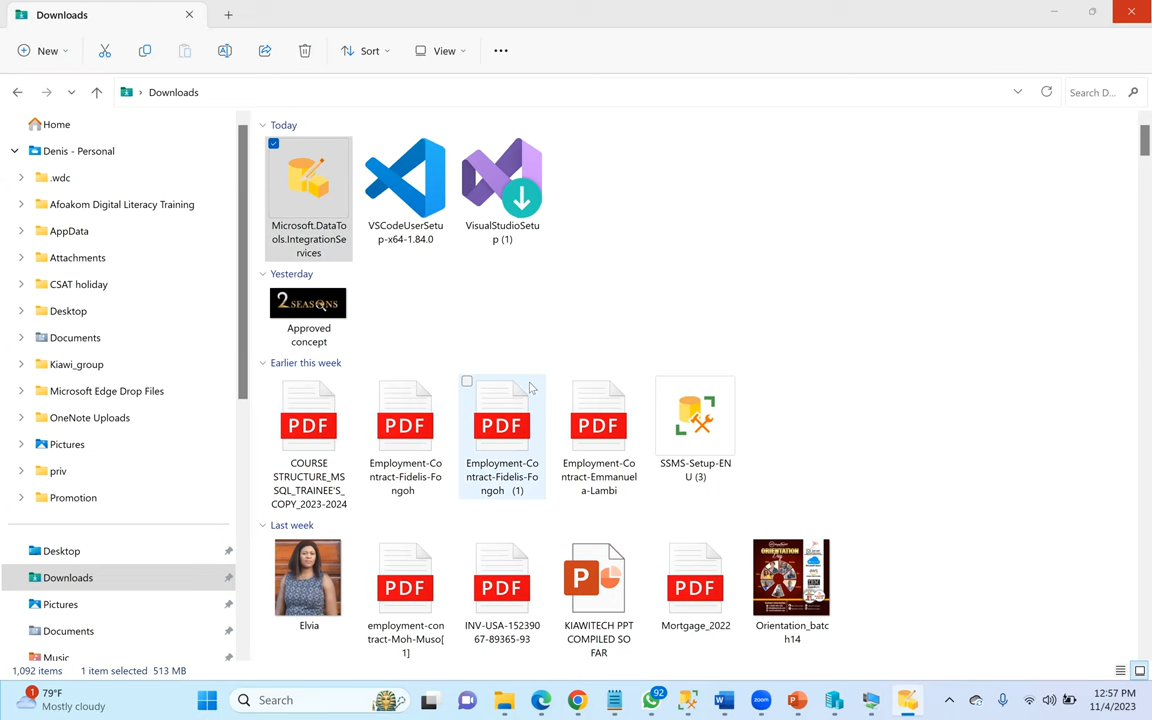 Downloads
New
Sort
View
Downloads
Search D...
Home
Denis - Personal
.wdc
Afoakom Digital Literacy Training
AppData
Attachments
CSAT holiday
Desktop
Documents
Kiawi_group
Microsoft Edge Drop Files
OneNote Uploads
Pictures
priv
Promotion
Desktop
Downloads
Pictures
Documents
Music
Today
Microsoft.DataTo
ols.IntegrationSe
rvices
VSCodeUserSetu
p-x64-1.84.0
VisualStudioSetu
p (1)
Yesterday
2 SEASONS
Approved
concept
Earlier this week
PDF
COURSE
STRUCTURE_MS
SQL_TRAINEE'S_
COPY_2023-2024
PDF
Employment-Co
ntract-Fidelis-Fo
ngoh
PDF
Employment-Co
ntract-Fidelis-Fo
ngoh (1)
PDF
Employment-Co
ntract-Emmanuel
a-Lambi
SSMS-Setup-EN
U (3)
Last week
Elvia
PDF
employment-con
tract-Moh-Muso[
1]
PDF
INV-USA-152390
67-89365-93
P
KIAWITECH PPT
COMPILED SO
FAR
PDF
Mortgage_2022
ORIENTATION
Orientation_batc
h14
1,092 items
1 item selected 513 MB
1
79°F
Mostly cloudy
Search
92
12:57 PM
11/4/2023